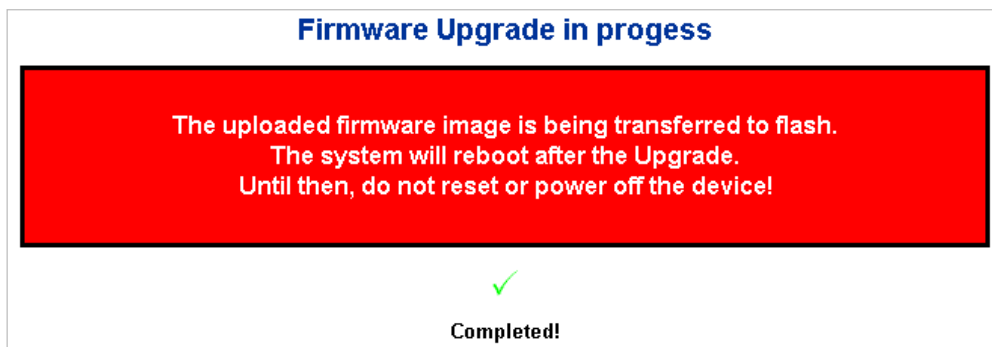 Firmware Upgrade in progess
The uploaded firmware image is being transferred to flash.
The system will reboot after the Upgrade.
Until then, do not reset or power off the device!
Completed!